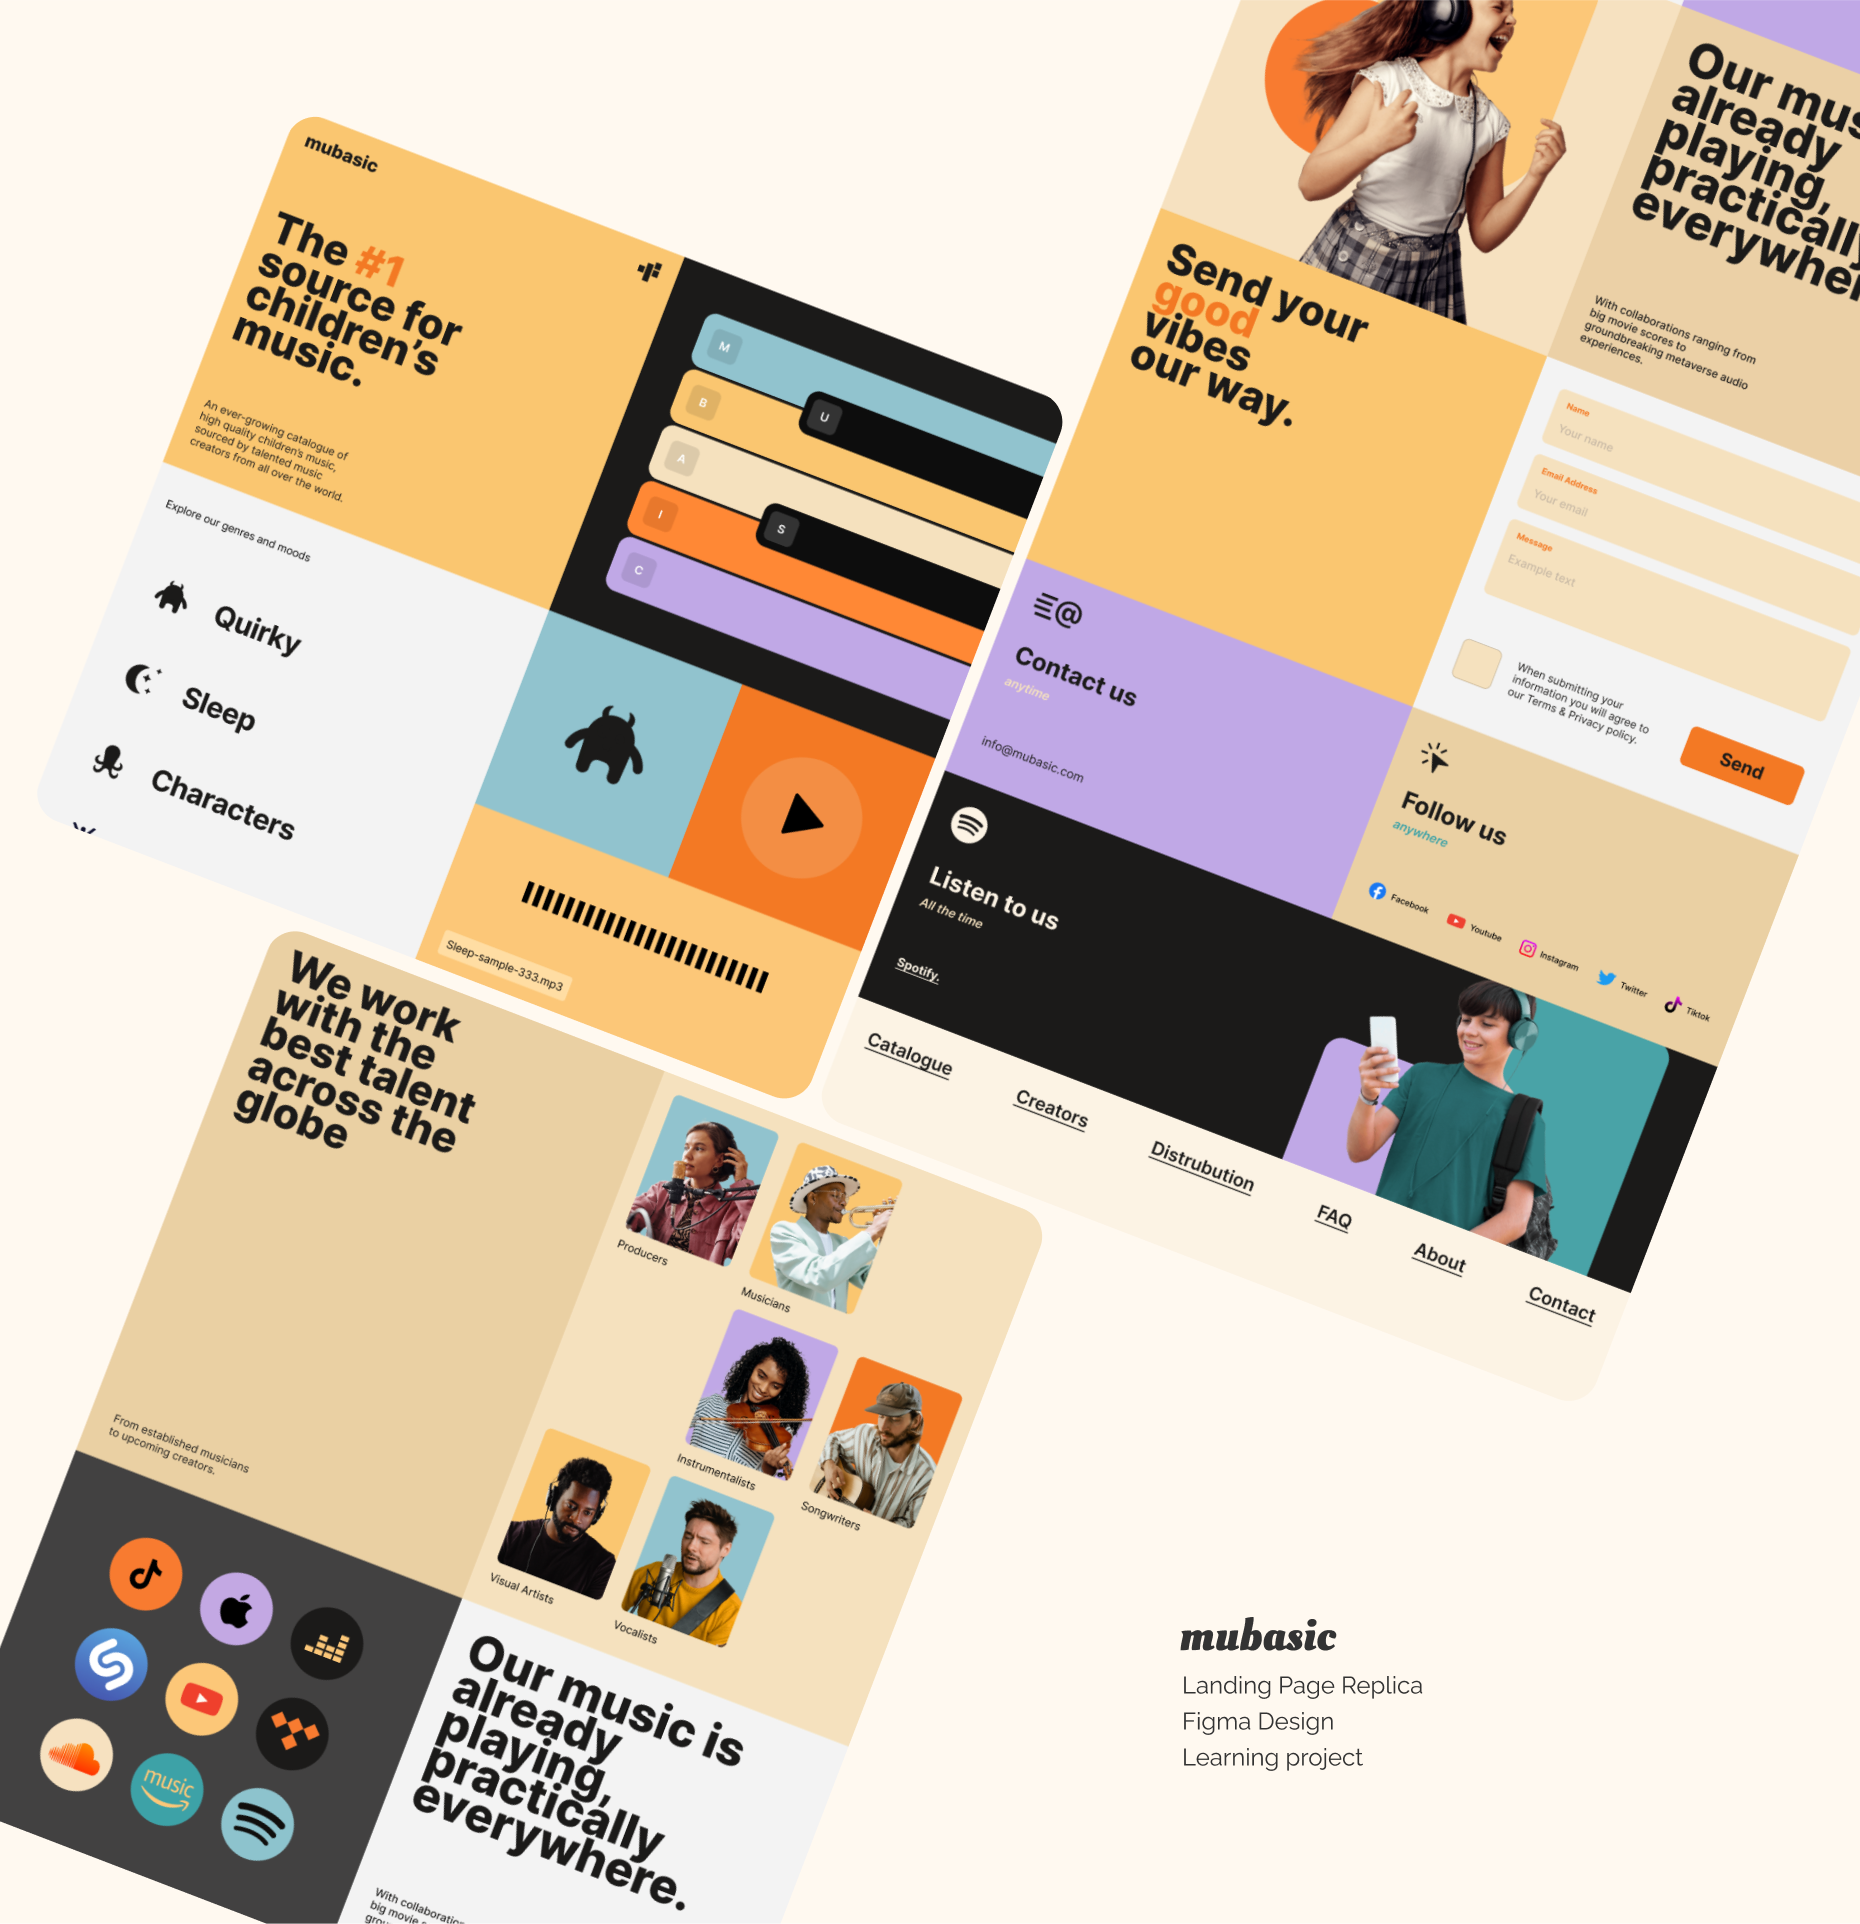 mubasic
The #1
source for
children's
music.
An ever-growing catalogue of
high quality children's music,
sourced by talented music
creators from all over the world.
M
U
B
A
S
I
C
Explore our genres and moods
Quirky
Sleep
Characters
Sleep-sample-333.mp3
Send your
good
vibes
our way.
Our mus
already
playing,
practically
everywher
With collaborations ranging from
big movie scores to
groundbreaking metaverse audio
experiences.
Name
Your name
Email Address
Your email
Message
Example text
When submitting your
information you will agree to
our Terms & Privacy policy.
Send
Contact us
anytime
info@mubasic.com
Follow us
anywhere
Facebook
Youtube
Instagram
Twitter
Tiktok
Listen to us
All the time
Spotify.
Catalogue
Creators
Distrubution
FAQ
About
Contact
We work
with the
best talent
across the
globe
From established musicians
to upcoming creators.
Producers
Musicians
Instrumentalists
Songwriters
Visual Artists
Vocalists
music
Our music is
already
playing,
practically
everywhere.
With collaboration
big movie
mubasic
Landing Page Replica
Figma Design
Learning project